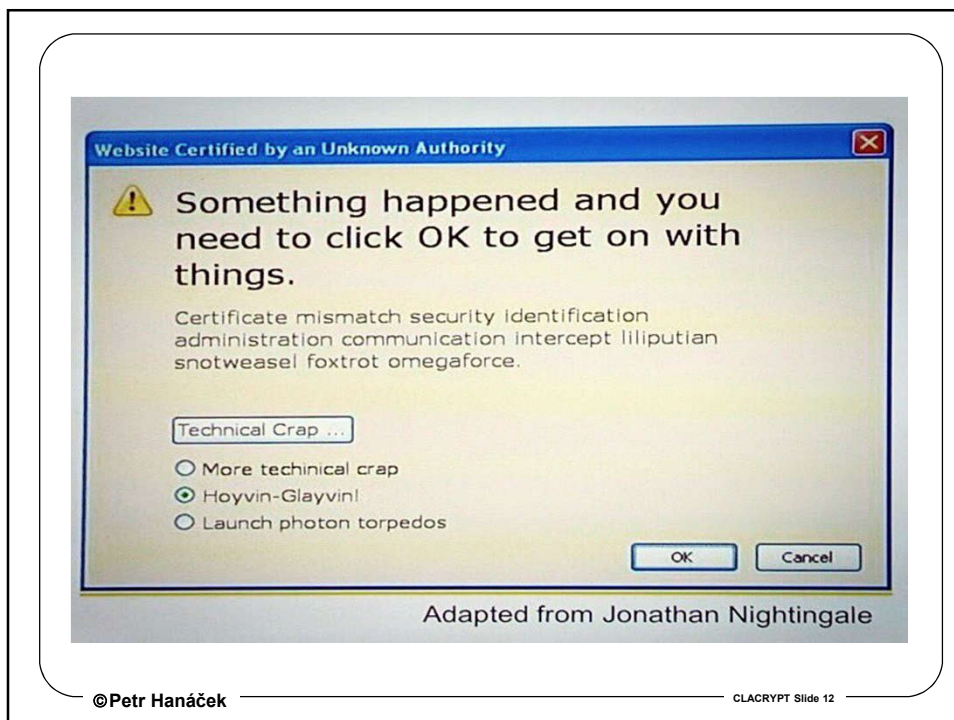 Website Certified by an Unknown Authority
Something happened and you
need to click OK to get on with
things.
Certificate mismatch security identification
administration communication intercept liliputian
snotweasel foxtrot omegaforce.
Technical Crap ...
More techinical crap
Hoyvin-Glayvin!
Launch photon torpedos
OK
Cancel
Adapted from Jonathan Nightingale
©Petr Hanáček
CLACRYPT Slide 12